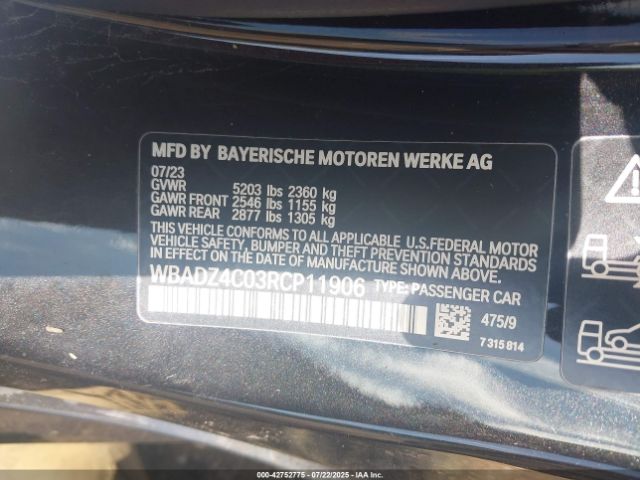 MFD BY BAYERISCHE MOTOREN WERKE AG
07/23
GVWR 5203 lbs 2360 kg
GAWR FRONT 2546 lbs 1155 kg
GAWR REAR 2877 lbs 1305 kg
THIS VEHICLE CONFORMS TO ALL APPLICABLE U.S.FEDERAL MOTOR
VEHICLE SAFETY, BUMPER, AND THEFT PREVENTION STANDARDS
IN EFFECT ON THE DATE OF MANUFACTURE SHOWN ABOVE.
WBADZ4C03RCP11906 TYPE: PASSENGER CAR
475/9
7 315 814
000-42752775 - 07/22/2025 - IAAI.COM